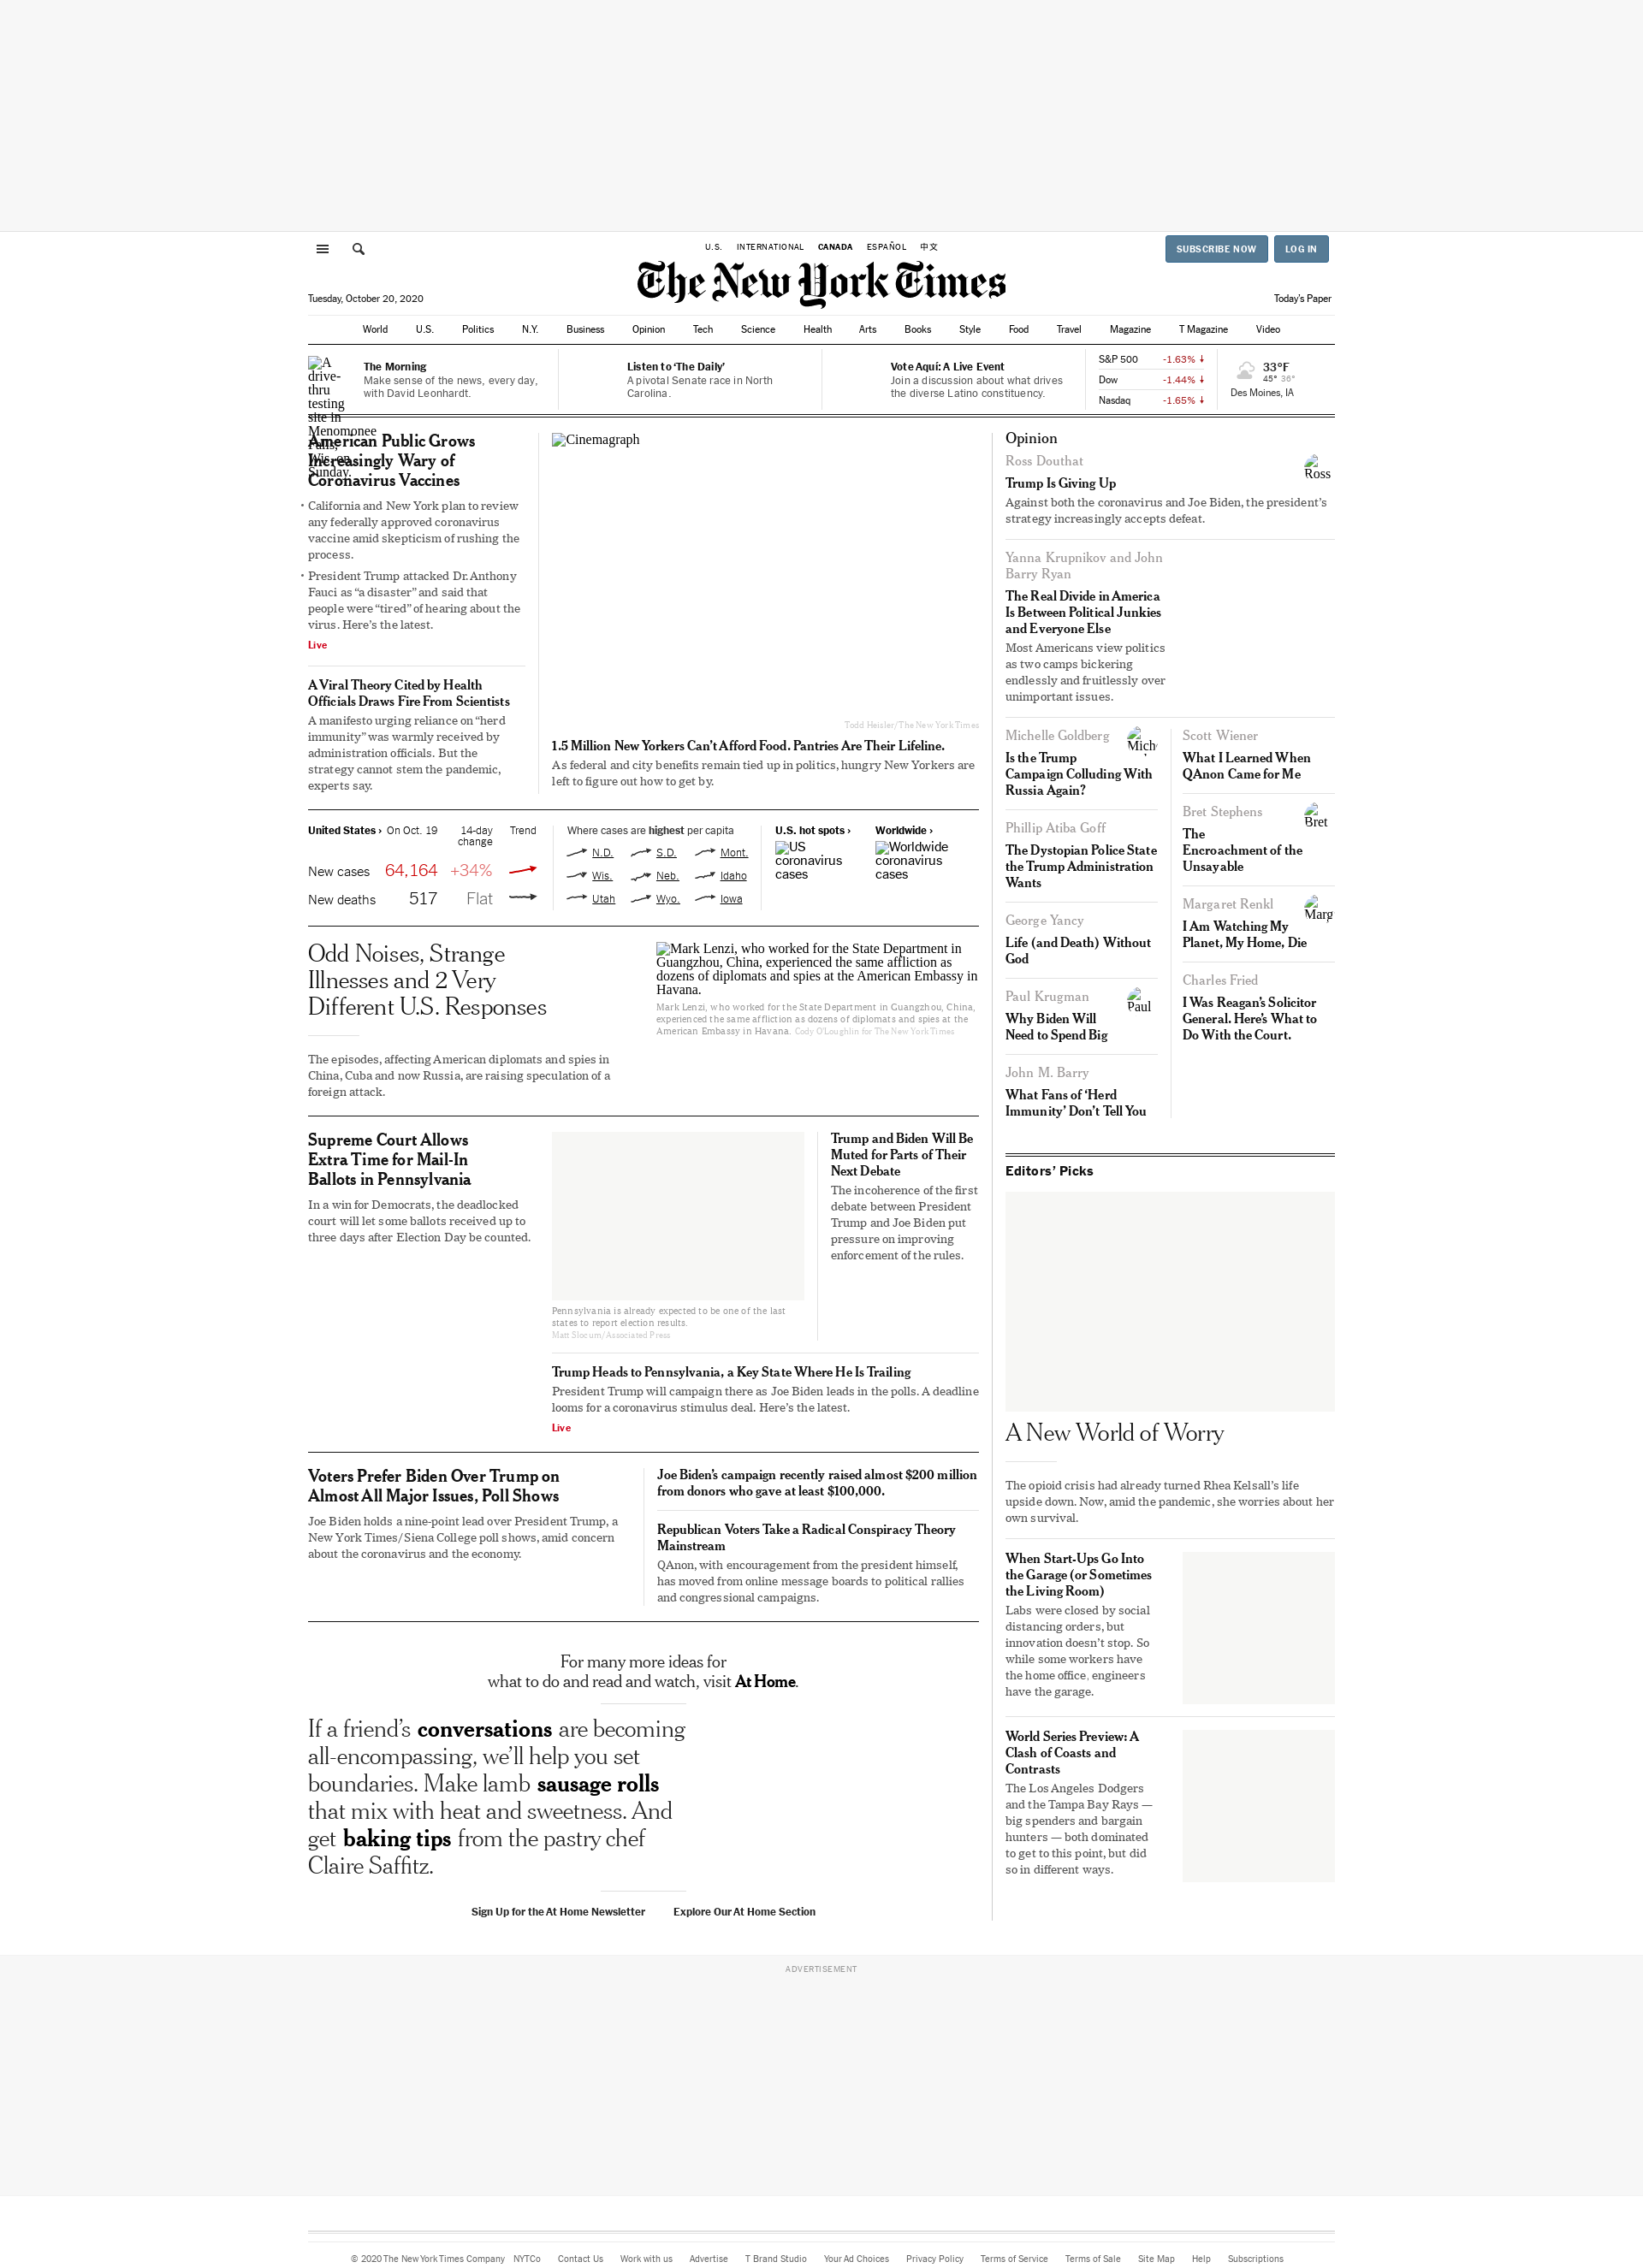 U.S. INTERNATIONAL CANADA ESPAÑOL 中文
SUBSCRIBE NOW LOG IN
The New York Times
Tuesday, October 20, 2020
Today's Paper
World U.S. Politics N.Y. Business Opinion Tech Science Health Arts Books Style Food Travel Magazine T Magazine Video
A drive-thru testing site in Menomonee Falls, Wis., on Sunday.
The Morning
Make sense of the news, every day,
with David Leonhardt.
Listen to ‘The Daily’
A pivotal Senate race in North
Carolina.
Vote Aquí: A Live Event
Join a discussion about what drives
the diverse Latino constituency.
S&P 500 -1.63%
Dow -1.44%
Nasdaq -1.65%
33°F
45° 36°
Des Moines, IA
American Public Grows
Increasingly Wary of
Coronavirus Vaccines
California and New York plan to review
any federally approved coronavirus
vaccine amid skepticism of rushing the
process.
President Trump attacked Dr. Anthony
Fauci as “a disaster” and said that
people were “tired” of hearing about the
virus. Here’s the latest.
Live
A Viral Theory Cited by Health
Officials Draws Fire From Scientists
A manifesto urging reliance on “herd
immunity” was warmly received by
administration officials. But the
strategy cannot stem the pandemic,
experts say.
Cinemagraph
Todd Heisler/The New York Times
1.5 Million New Yorkers Can’t Afford Food. Pantries Are Their Lifeline.
As federal and city benefits remain tied up in politics, hungry New Yorkers are
left to figure out how to get by.
United States › On Oct. 19 14-day
change Trend
New cases 64,164 +34%
New deaths 517 Flat
Where cases are highest per capita
N.D. S.D. Mont.
Wis. Neb. Idaho
Utah Wyo. Iowa
U.S. hot spots ›
US
coronavirus
cases
Worldwide ›
Worldwide
coronavirus
cases
Odd Noises, Strange
Illnesses and 2 Very
Different U.S. Responses
The episodes, affecting American diplomats and spies in
China, Cuba and now Russia, are raising speculation of a
foreign attack.
Mark Lenzi, who worked for the State Department in
Guangzhou, China, experienced the same affliction as
dozens of diplomats and spies at the American Embassy in
Havana.
Mark Lenzi, who worked for the State Department in Guangzhou, China,
experienced the same affliction as dozens of diplomats and spies at the
American Embassy in Havana. Cody O'Loughlin for The New York Times
Supreme Court Allows
Extra Time for Mail-In
Ballots in Pennsylvania
In a win for Democrats, the deadlocked
court will let some ballots received up to
three days after Election Day be counted.
Pennsylvania is already expected to be one of the last
states to report election results.
Matt Slocum/Associated Press
Trump and Biden Will Be
Muted for Parts of Their
Next Debate
The incoherence of the first
debate between President
Trump and Joe Biden put
pressure on improving
enforcement of the rules.
Trump Heads to Pennsylvania, a Key State Where He Is Trailing
President Trump will campaign there as Joe Biden leads in the polls. A deadline
looms for a coronavirus stimulus deal. Here’s the latest.
Live
Voters Prefer Biden Over Trump on
Almost All Major Issues, Poll Shows
Joe Biden holds a nine-point lead over President Trump, a
New York Times/Siena College poll shows, amid concern
about the coronavirus and the economy.
Joe Biden’s campaign recently raised almost $200 million
from donors who gave at least $100,000.
Republican Voters Take a Radical Conspiracy Theory
Mainstream
QAnon, with encouragement from the president himself,
has moved from online message boards to political rallies
and congressional campaigns.
For many more ideas for
what to do and read and watch, visit At Home.
If a friend’s conversations are becoming
all-encompassing, we’ll help you set
boundaries. Make lamb sausage rolls
that mix with heat and sweetness. And
get baking tips from the pastry chef
Claire Saffitz.
Sign Up for the At Home Newsletter Explore Our At Home Section
Opinion
Ross Douthat
Ross
Trump Is Giving Up
Against both the coronavirus and Joe Biden, the president’s
strategy increasingly accepts defeat.
Yanna Krupnikov and John
Barry Ryan
The Real Divide in America
Is Between Political Junkies
and Everyone Else
Most Americans view politics
as two camps bickering
endlessly and fruitlessly over
unimportant issues.
Michelle Goldberg
Is the Trump
Campaign Colluding With
Russia Again?
Phillip Atiba Goff
The Dystopian Police State
the Trump Administration
Wants
George Yancy
Life (and Death) Without
God
Paul Krugman
Paul
Why Biden Will
Need to Spend Big
John M. Barry
What Fans of ‘Herd
Immunity’ Don’t Tell You
Scott Wiener
What I Learned When
QAnon Came for Me
Bret Stephens
Bret
The
Encroachment of the
Unsayable
Margaret Renkl
I Am Watching My
Planet, My Home, Die
Charles Fried
I Was Reagan’s Solicitor
General. Here’s What to
Do With the Court.
Editors’ Picks
A New World of Worry
The opioid crisis had already turned Rhea Kelsall’s life
upside down. Now, amid the pandemic, she worries about her
own survival.
When Start-Ups Go Into
the Garage (or Sometimes
the Living Room)
Labs were closed by social
distancing orders, but
innovation doesn’t stop. So
while some workers have
the home office, engineers
have the garage.
World Series Preview: A
Clash of Coasts and
Contrasts
The Los Angeles Dodgers
and the Tampa Bay Rays —
big spenders and bargain
hunters — both dominated
to get to this point, but did
so in different ways.
ADVERTISEMENT
© 2020 The New York Times Company NYTCo Contact Us Work with us Advertise T Brand Studio Your Ad Choices Privacy Policy Terms of Service Terms of Sale Site Map Help Subscriptions